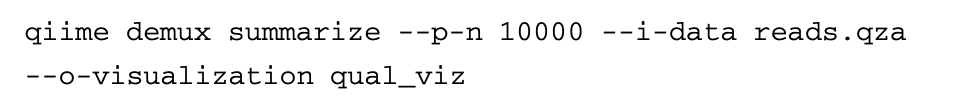 qiime demux summarize --p-n 10000 --i-data reads.qza
--o-visualization qual_viz